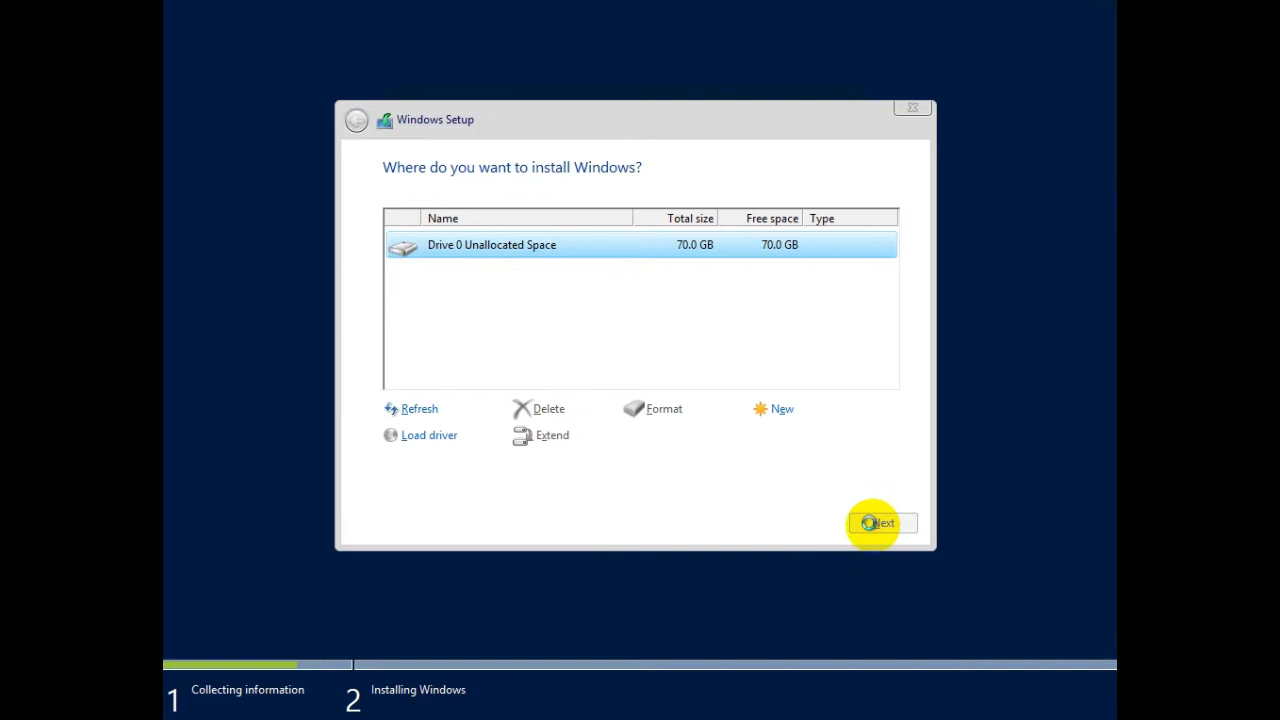 Windows Setup
Where do you want to install Windows?
Name Total size Free space Type
Drive 0 Unallocated Space 70.0 GB 70.0 GB
Refresh Delete Format New
Load driver Extend
Next
1 Collecting information 2 Installing Windows